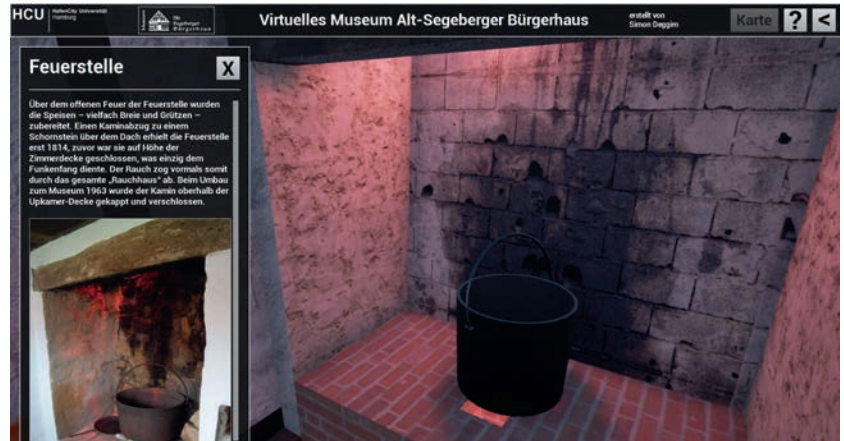 HCU
HafenCity Universität
Hamburg
Alt
Segeberger
Bürgerhaus
Virtuelles Museum Alt-Segeberger Bürgerhaus
erstellt von
Simon Deggim
Karte
?
<
Feuerstelle
X
Über dem offenen Feuer der Feuerstelle wurden
die Speisen – vielfach Breie und Grützen –
zubereitet. Einen Kaminabzug zu einem
Schornstein über dem Dach erhielt die Feuerstelle
erst 1814, zuvor war sie auf Höhe der
Zimmerdecke geschlossen, was einzig dem
Funkenfang diente. Der Rauch zog vormals somit
durch das gesamte „Rauchhaus“ ab. Beim Umbau
zum Museum 1963 wurde der Kamin oberhalb der
Upkamer-Decke gekappt und verschlossen.